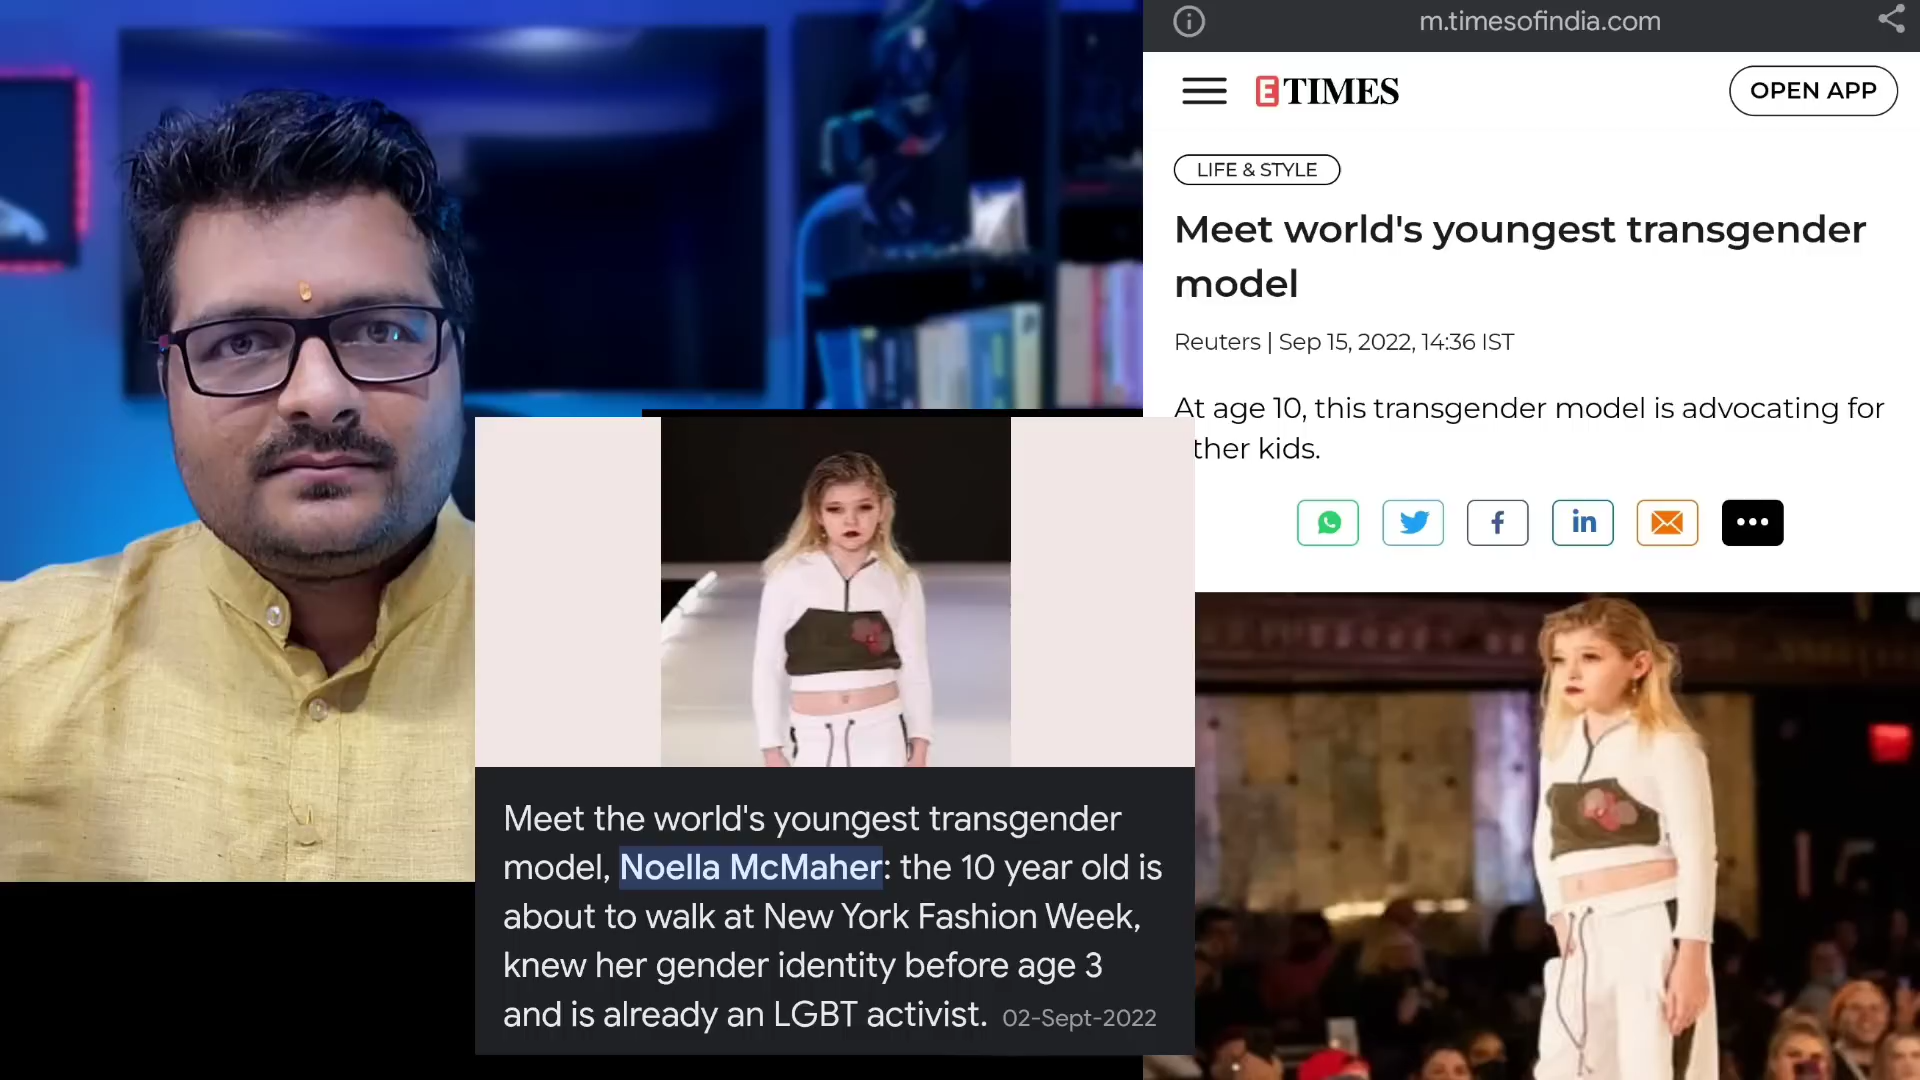 m.timesofindia.com
E TIMES
OPEN APP
LIFE & STYLE
Meet world's youngest transgender
model
Reuters | Sep 15, 2022, 14:36 IST
At age 10, this transgender model is advocating for
ther kids.
f
in
Meet the world's youngest transgender
model, Noella McMaher: the 10 year old is
about to walk at New York Fashion Week,
knew her gender identity before age 3
and is already an LGBT activist. 02-Sept-2022